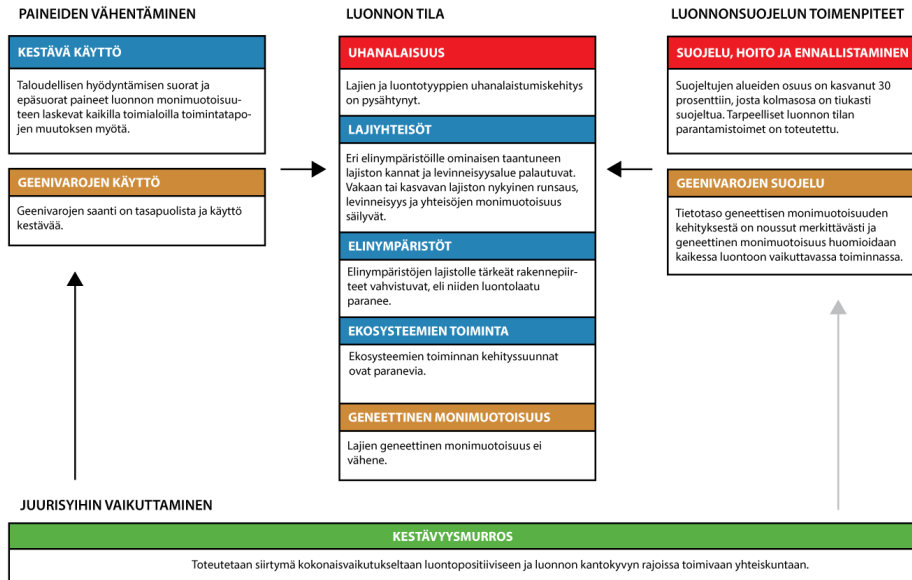 PAINEIDEN VÄHENTÄMINEN
KESTÄVÄ KÄYTTÖ
Taloudellisen hyödyntämisen suorat ja
epäsuorat paineet luonnon monimuotoisuu-
teen laskevat kaikilla toimialoilla toimintatapo-
jen muutoksen myötä.
GEENIVAROJEN KÄYTTÖ
Geenivarojen saanti on tasapuolista ja käyttö
kestävää.
LUONNON TILA
UHANALAISUUS
Lajien ja luontotyyppien uhanalaistumiskehitys
on pysähtynyt.
LAJIYHTEISÖT
Eri elinympäristöille ominaisen taantuneen
lajiston kannat ja levinneisyysalue palautuvat.
Vakaan tai kasvavan lajiston nykyinen runsaus,
levinneisyys ja yhteisöjen monimuotoisuus
säilyvät.
ELINYMPÄRISTÖT
Elinympäristöjen lajistolle tärkeät rakennepiir-
teet vahvistuvat, eli niiden luontolaatu
paranee.
EKOSYSTEEMIEN TOIMINTA
Ekosysteemien toiminnan kehityssuunnat
ovat paranevia.
GENEETTINEN MONIMUOTOISUUS
Lajien geneettinen monimuotoisuus ei
vähene.
LUONNONSUOJELUN TOIMENPITEET
SUOJELU, HOITO JA ENNALLISTAMINEN
Suojeltujen alueiden osuus on kasvanut 30
prosenttiin, josta kolmasosa on tiukasti
suojeltua. Tarpeelliset luonnon tilan
parantamistoimet on toteutettu.
GEENIVAROJEN SUOJELU
Tietotaso geneettisen monimuotoisuuden
kehityksestä on noussut merkittävästi ja
geneettinen monimuotoisuus huomioidaan
kaikessa luontoon vaikuttavassa toiminnassa.
JUURISYIHIN VAIKUTTAMINEN
KESTÄVYYSMURROS
Toteutetaan siirtymä kokonaisvaikutukseltaan luontopositiiviseen ja luonnon kantokyvyn rajoissa toimivaan yhteiskuntaan.